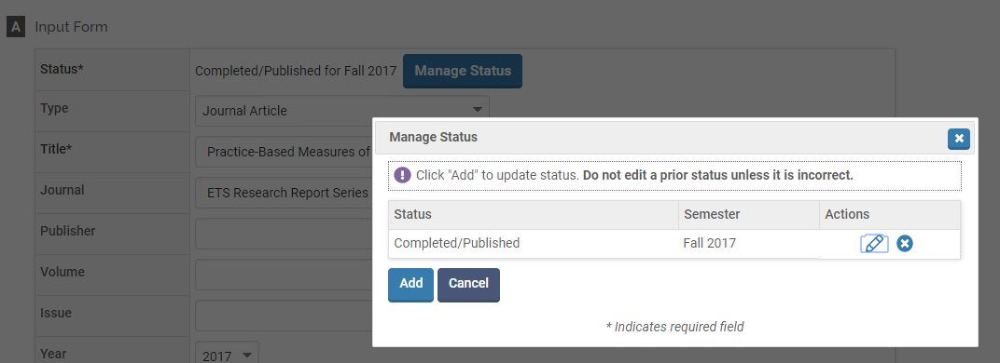 A Input Form
Status* Completed/Published for Fall 2017 Manage Status
Type Journal Article
Title* Practice-Based Measures of
Journal ETS Research Report Series
Publisher
Volume
Issue
Year 2017
Manage Status
Click "Add" to update status. Do not edit a prior status unless it is incorrect.
Status Semester Actions
Completed/Published Fall 2017
Add Cancel
* Indicates required field